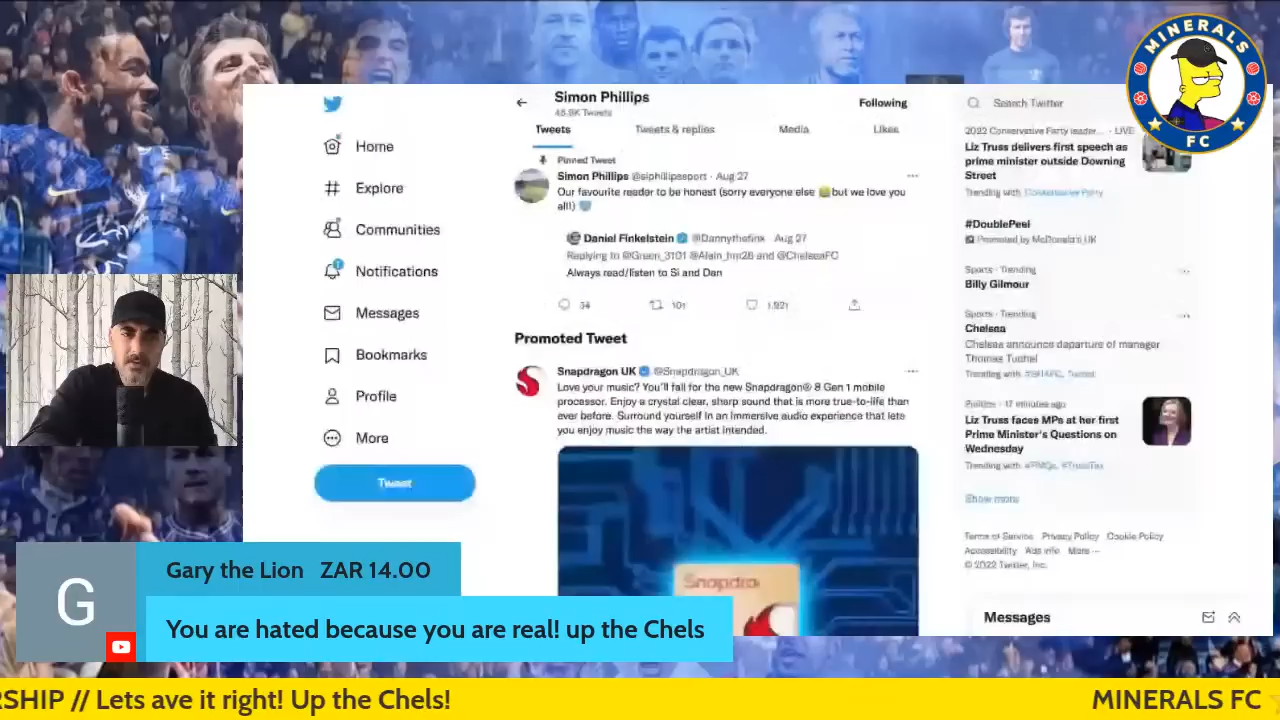 MINERALS
FC
Simon Phillips
Following
Search Twitter
Tweets
Tweets & replies
Media
Likes
Home
Explore
Communities
Notifications
Messages
Bookmarks
Profile
More
Tweet
Pinned Tweet
Simon Phillips @siphillipssport · Aug 27
Our favourite reader to be honest (sorry everyone else but we love you
all!)
Daniel Finkelstein @Dannythefink Aug 27
Replying to @Green_3101 and @ChelseaFC
Always read/listen to Si and Dan
34
101
Promoted Tweet
Snapdragon UK @Snapdragon_UK
Love your music? You'll fall for the new Snapdragon® 8 Gen 1 mobile
processor. Enjoy a crystal clear, sharp sound that is more true-to-life than
ever before. Surround yourself in an immersive audio experience that lets
you enjoy music the way the artist intended.
2022 Conservative Party leader... · LIVE
Liz Truss delivers first speech as
prime minister outside Downing
Street
Trending with Conservative Party
#DoublePeel
Promoted by McDonald's UK
Sports · Trending
Billy Gilmour
Sports · Trending
Chelsea
Chelsea announce departure of manager
Thomas Tuchel
Trending with Tuchel
Politics · 17 minutes ago
Liz Truss faces MPs at her first
Prime Minister's Questions on
Wednesday
Trending with #PMQs,
Show more
Terms of Service Privacy Policy Cookie Policy
Accessibility Ads info More ...
© 2022 Twitter, Inc.
Messages
G
Gary the Lion ZAR 14.00
You are hated because you are real! up the Chels
RSHIP // Lets ave it right! Up the Chels!
MINERALS FC